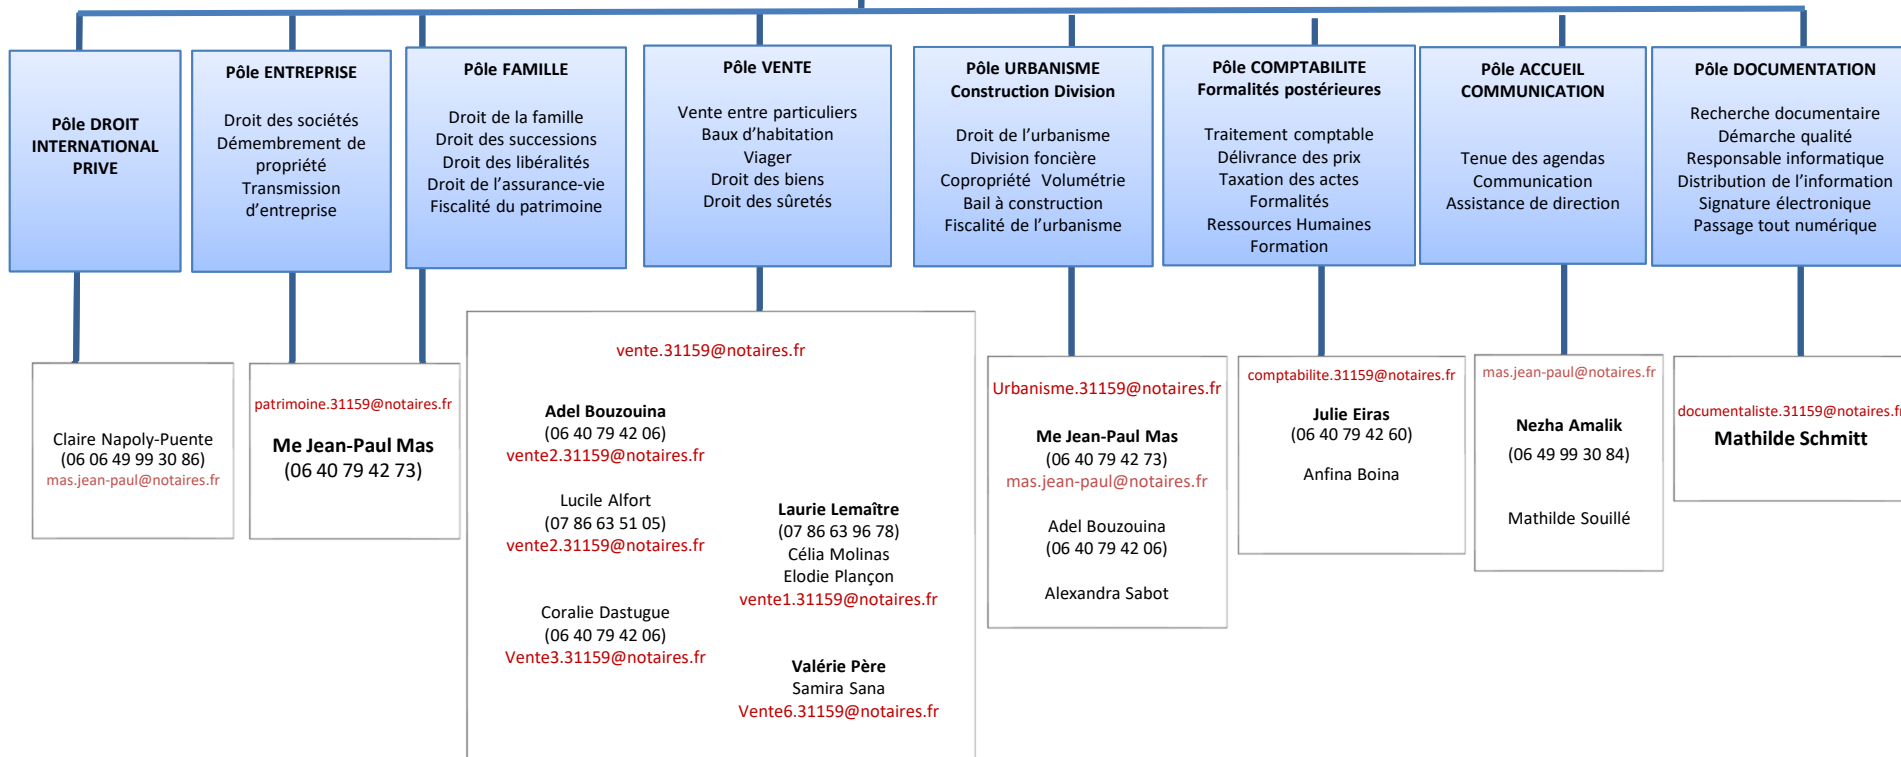 Pôle DROIT
INTERNATIONAL
PRIVE
Pôle ENTREPRISE
Droit des sociétés
Démembrement de
propriété
Transmission
d'entreprise
Pôle FAMILLE
Droit de la famille
Droit des successions
Droit des libéralités
Droit de l'assurance-vie
Fiscalité du patrimoine
Pôle VENTE
Vente entre particuliers
Baux d'habitation
Viager
Droit des biens
Droit des sûretés
Pôle URBANISME
Construction Division
Droit de l'urbanisme
Division foncière
Copropriété Volumétrie
Bail à construction
Fiscalité de l'urbanisme
Pôle COMPTABILITE
Formalités postérieures
Traitement comptable
Délivrance des prix
Taxation des actes
Formalités
Ressources Humaines
Formation
Pôle ACCUEIL
COMMUNICATION
Tenue des agendas
Communication
Assistance de direction
Pôle DOCUMENTATION
Recherche documentaire
Démarche qualité
Responsable informatique
Distribution de l'information
Signature électronique
Passage tout numérique
Claire Napoly-Puente
(06 06 49 99 30 86)
mas.jean-paul@notaires.fr
patrimoine.31159@notaires.fr
Me Jean-Paul Mas
(06 40 79 42 73)
vente.31159@notaires.fr
Adel Bouzouina
(06 40 79 42 06)
vente2.31159@notaires.fr
Lucile Alfort
(07 86 63 51 05)
vente2.31159@notaires.fr
Coralie Dastugue
(06 40 79 42 06)
Vente3.31159@notaires.fr
Laurie Lemaître
(07 86 63 96 78)
Célia Molinas
Elodie Plançon
vente1.31159@notaires.fr
Valérie Père
Samira Sana
Vente6.31159@notaires.fr
Urbanisme.31159@notaires.fr
Me Jean-Paul Mas
(06 40 79 42 73)
mas.jean-paul@notaires.fr
Adel Bouzouina
(06 40 79 42 06)
Alexandra Sabot
comptabilite.31159@notaires.fr
Julie Eiras
(06 40 79 42 60)
Anfina Boina
mas.jean-paul@notaires.fr
Nezha Amalik
(06 49 99 30 84)
Mathilde Souillé
documentaliste.31159@notaires.fr
Mathilde Schmitt